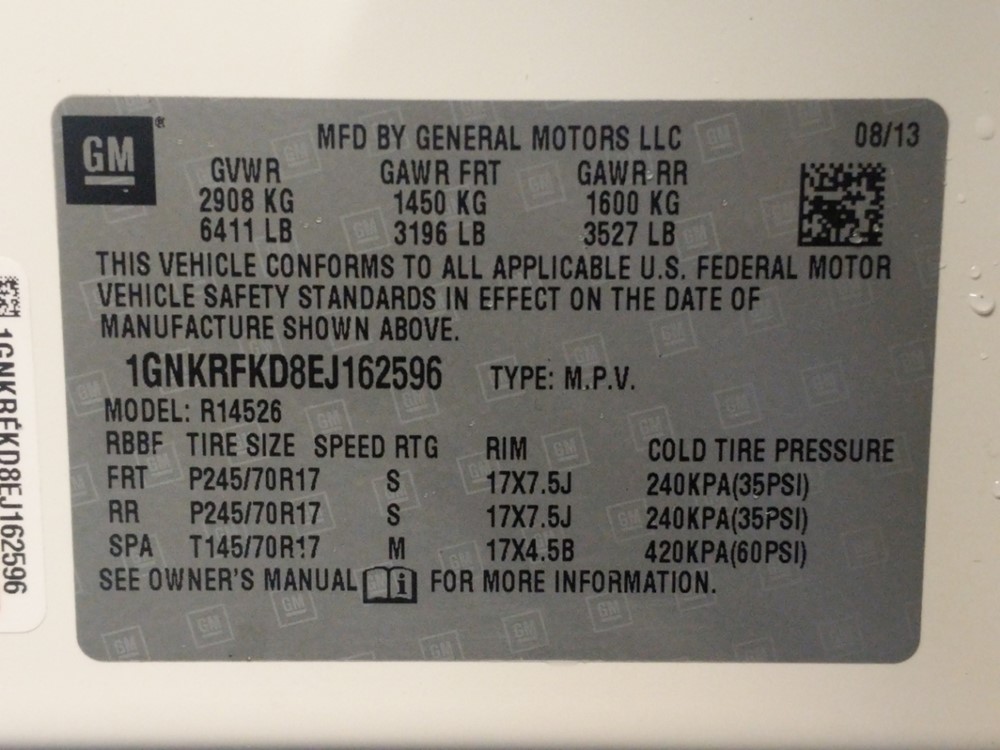 GM®
MFD BY GENERAL MOTORS LLC 08/13
GVWR GAWR FRT GAWR RR
2908 KG 1450 KG 1600 KG
6411 LB 3196 LB 3527 LB
THIS VEHICLE CONFORMS TO ALL APPLICABLE U.S. FEDERAL MOTOR
VEHICLE SAFETY STANDARDS IN EFFECT ON THE DATE OF
MANUFACTURE SHOWN ABOVE.
1GNKRFKD8EJ162596 TYPE: M.P.V.
MODEL: R14526
RBBF TIRE SIZE SPEED RTG RIM COLD TIRE PRESSURE
FRT P245/70R17 S 17X7.5J 240KPA(35PSI)
RR P245/70R17 S 17X7.5J 240KPA(35PSI)
SPA T145/70R17 M 17X4.5B 420KPA(60PSI)
SEE OWNER'S MANUAL i FOR MORE INFORMATION.
1GNKRFKD8EJ162596